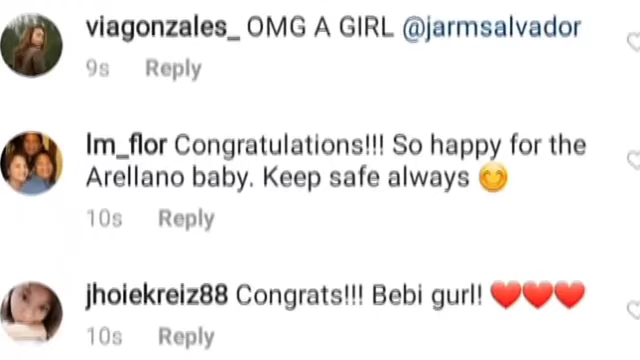 viagonzales_ OMG A GIRL @jarmsalvador
9s Reply
lm_flor Congratulations!!! So happy for the
Arellano baby. Keep safe always 😊
10s Reply
jhoiekreiz88 Congrats!!! Bebi gurl! ❤️❤️❤️
10s Reply